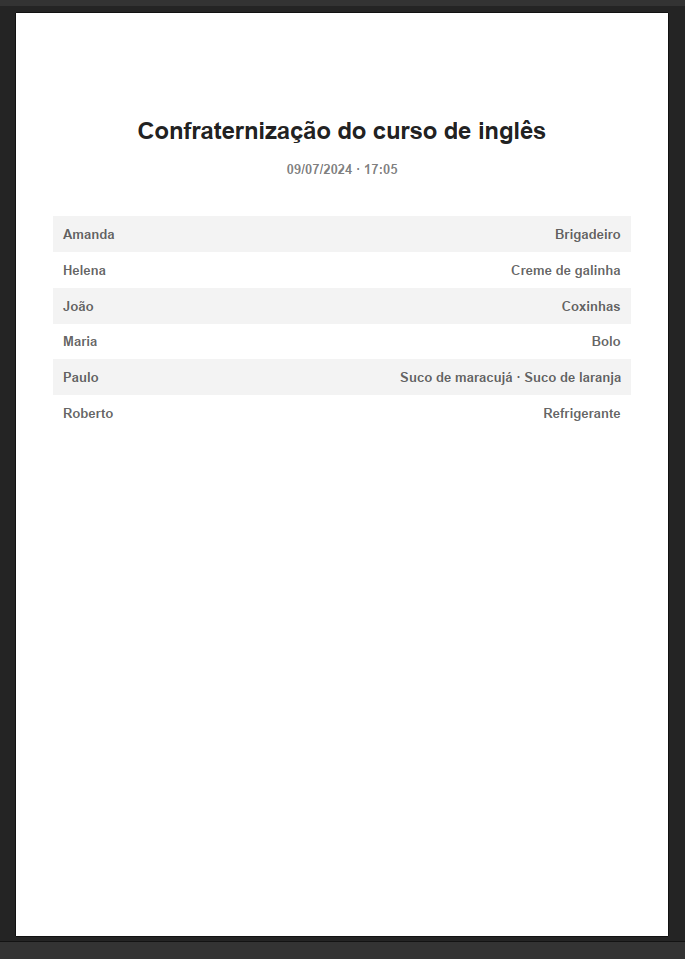 Confraternização do curso de inglês
09/07/2024 · 17:05
Amanda Brigadeiro
Helena Creme de galinha
João Coxinhas
Maria Bolo
Paulo Suco de maracujá · Suco de laranja
Roberto Refrigerante